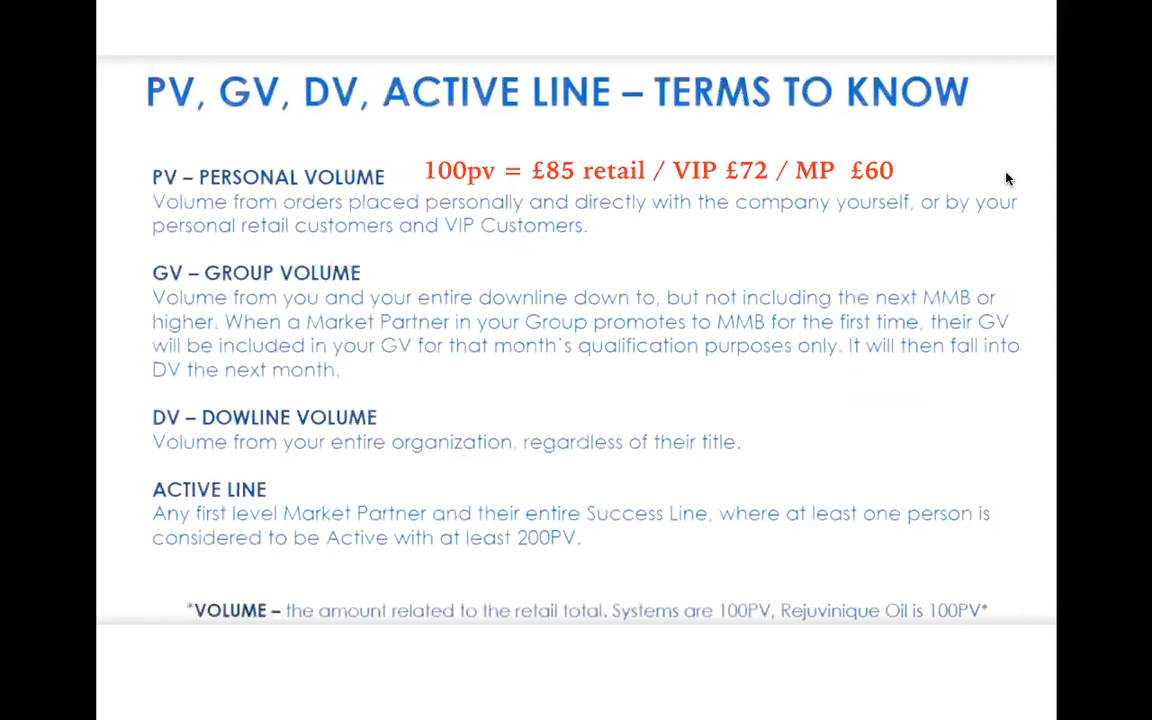 PV, GV, DV, ACTIVE LINE – TERMS TO KNOW
PV – PERSONAL VOLUME
100pv = £85 retail / VIP £72 / MP £60
Volume from orders placed personally and directly with the company yourself, or by your
personal retail customers and VIP Customers.
GV – GROUP VOLUME
Volume from you and your entire downline down to, but not including the next MMB or
higher. When a Market Partner in your Group promotes to MMB for the first time, their GV
will be included in your GV for that month`s qualification purposes only. It will then fall into
DV the next month.
DV – DOWLINE VOLUME
Volume from your entire organization, regardless of their title.
ACTIVE LINE
Any first level Market Partner and their entire Success Line, where at least one person is
considered to be Active with at least 200PV.
*VOLUME – the amount related to the retail total. Systems are 100PV, Rejuvinique Oil is 100PV*